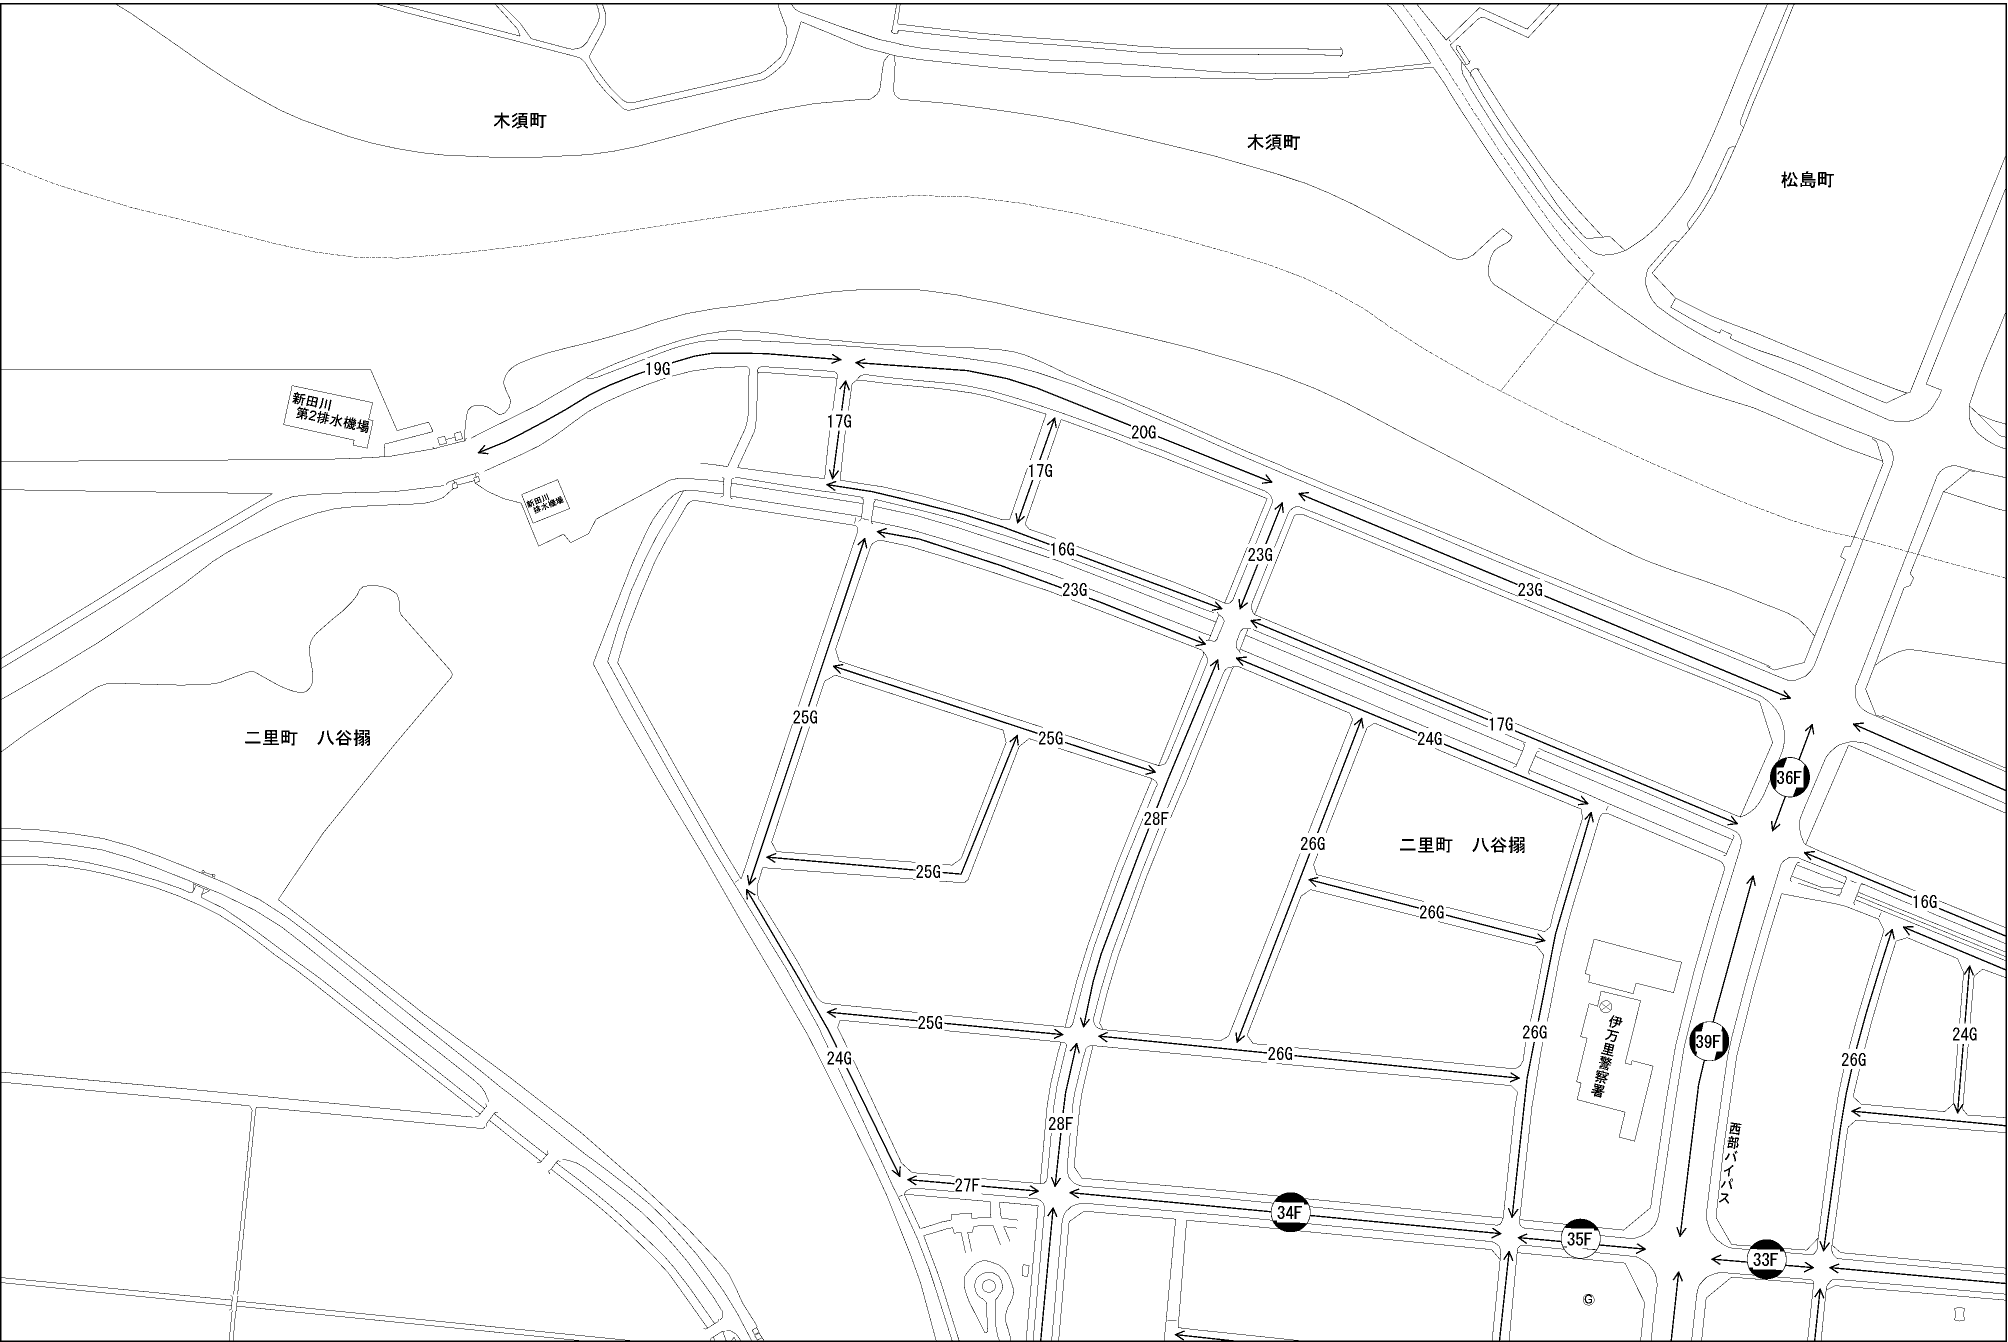 木須町
木須町
松島町
19G
新田川
第2排水機場
17G
20G
17G
新田川
排水機場
16G
23G
23G
23G
25G
25G
二里町 八谷搦
17G
24G
36F
28F
26G
二里町 八谷搦
25G
26G
16G
25G
26G
26G
伊万里警察署
39F
24G
24G
26G
28F
西部バイパス
27F
34F
35F
33F
G